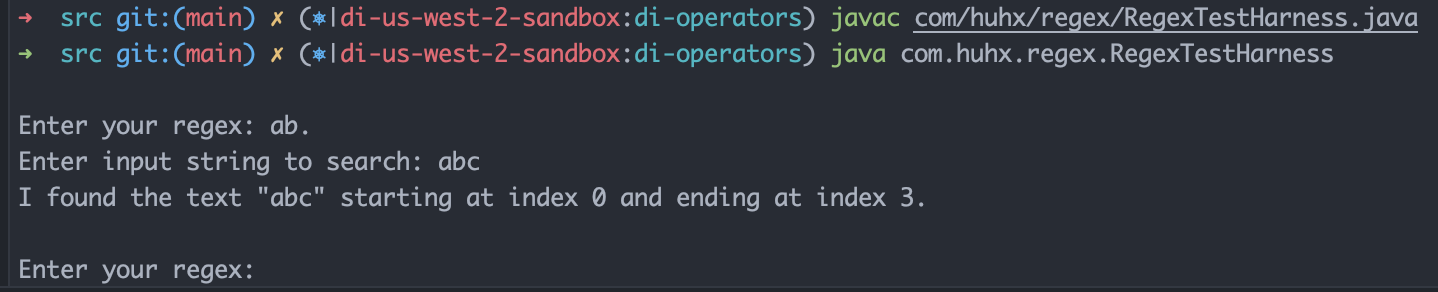 ➜ src git:(main) ✗ (⎈|di-us-west-2-sandbox:di-operators) javac com/huhx/regex/RegexTestHarness.java
➜ src git:(main) ✗ (⎈|di-us-west-2-sandbox:di-operators) java com.huhx.regex.RegexTestHarness
Enter your regex: ab.
Enter input string to search: abc
I found the text "abc" starting at index 0 and ending at index 3.
Enter your regex: